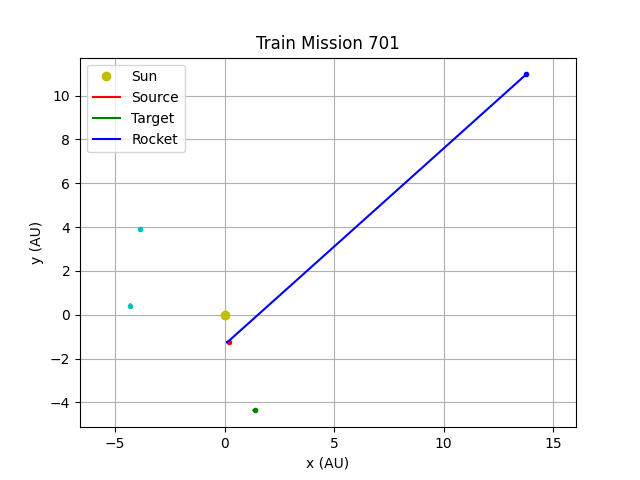 Train Mission 701
Sun
Source
Target
Rocket
10
8
6
4
2
0
−2
−4
y (AU)
−5
0
5
10
15
x (AU)